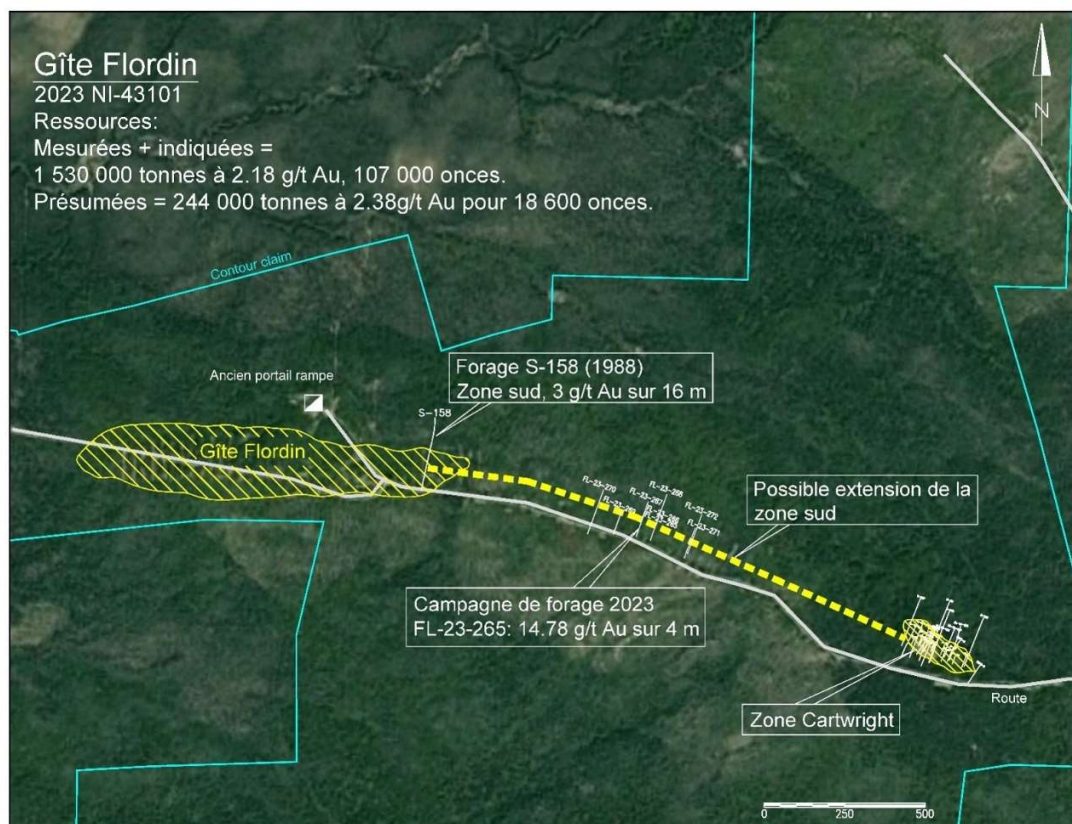 Gîte Flordin
2023 NI-43101
Ressources:
Mesurées + indiquées =
1 530 000 tonnes à 2.18 g/t Au, 107 000 onces.
Présumées = 244 000 tonnes à 2.38g/t Au pour 18 600 onces.
N
Contour claim
Ancien portail rampe
Forage S-158 (1988)
Zone sud, 3 g/t Au sur 16 m
S-158
Gîte Flordin
FL-23-270
FL-23-267
FL-23-272
FL-23-271
Possible extension de la
zone sud
Campagne de forage 2023
FL-23-265: 14.78 g/t Au sur 4 m
Zone Cartwright
Route
0
250
500